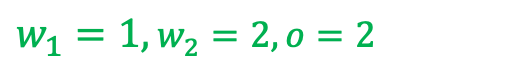 w₁ = 1, w₂ = 2, o = 2